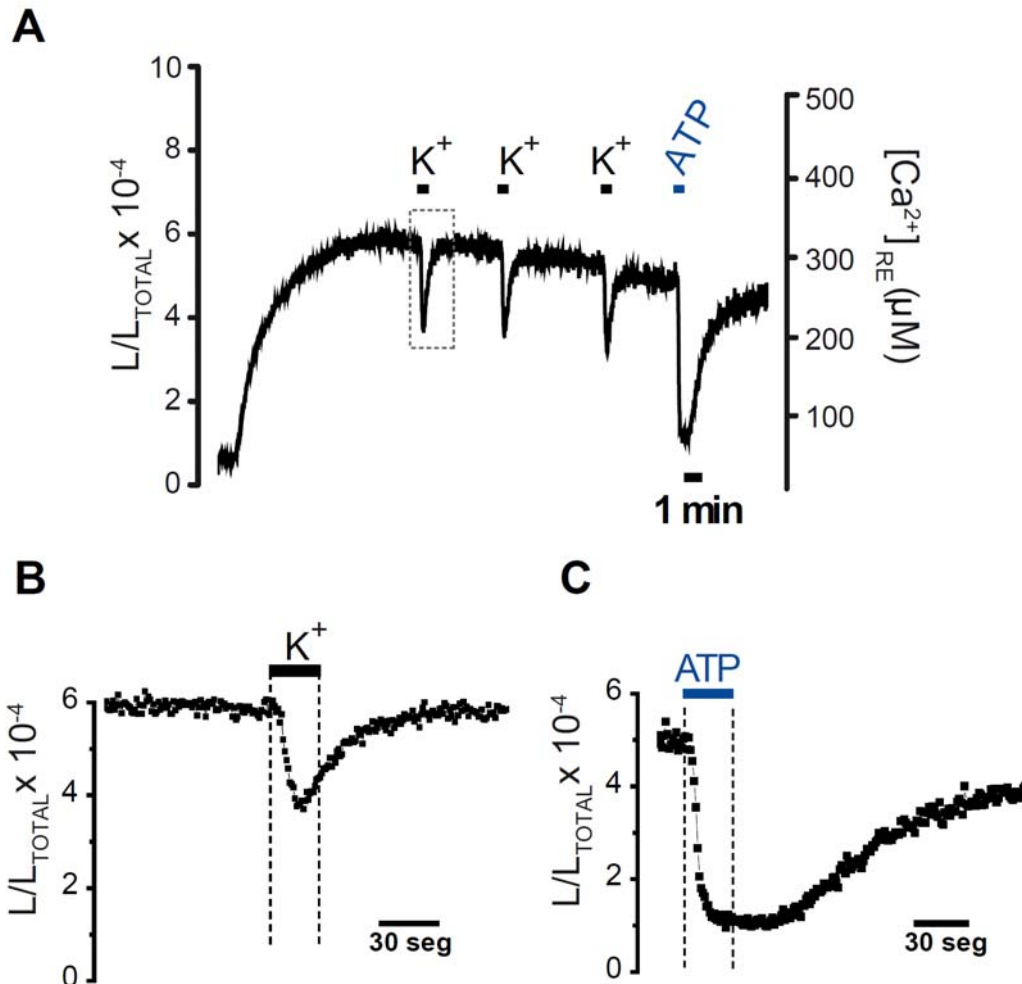 A
L/L_TOTAL x 10⁻⁴
10
8
6
4
2
0
K⁺ K⁺ K⁺ ATP
500
400
300
200
100
[Ca²⁺]_RE (µM)
1 min
B
L/L_TOTAL x 10⁻⁴
6
4
2
0
K⁺
30 seg
C
L/L_TOTAL x 10⁻⁴
6
4
2
0
ATP
30 seg